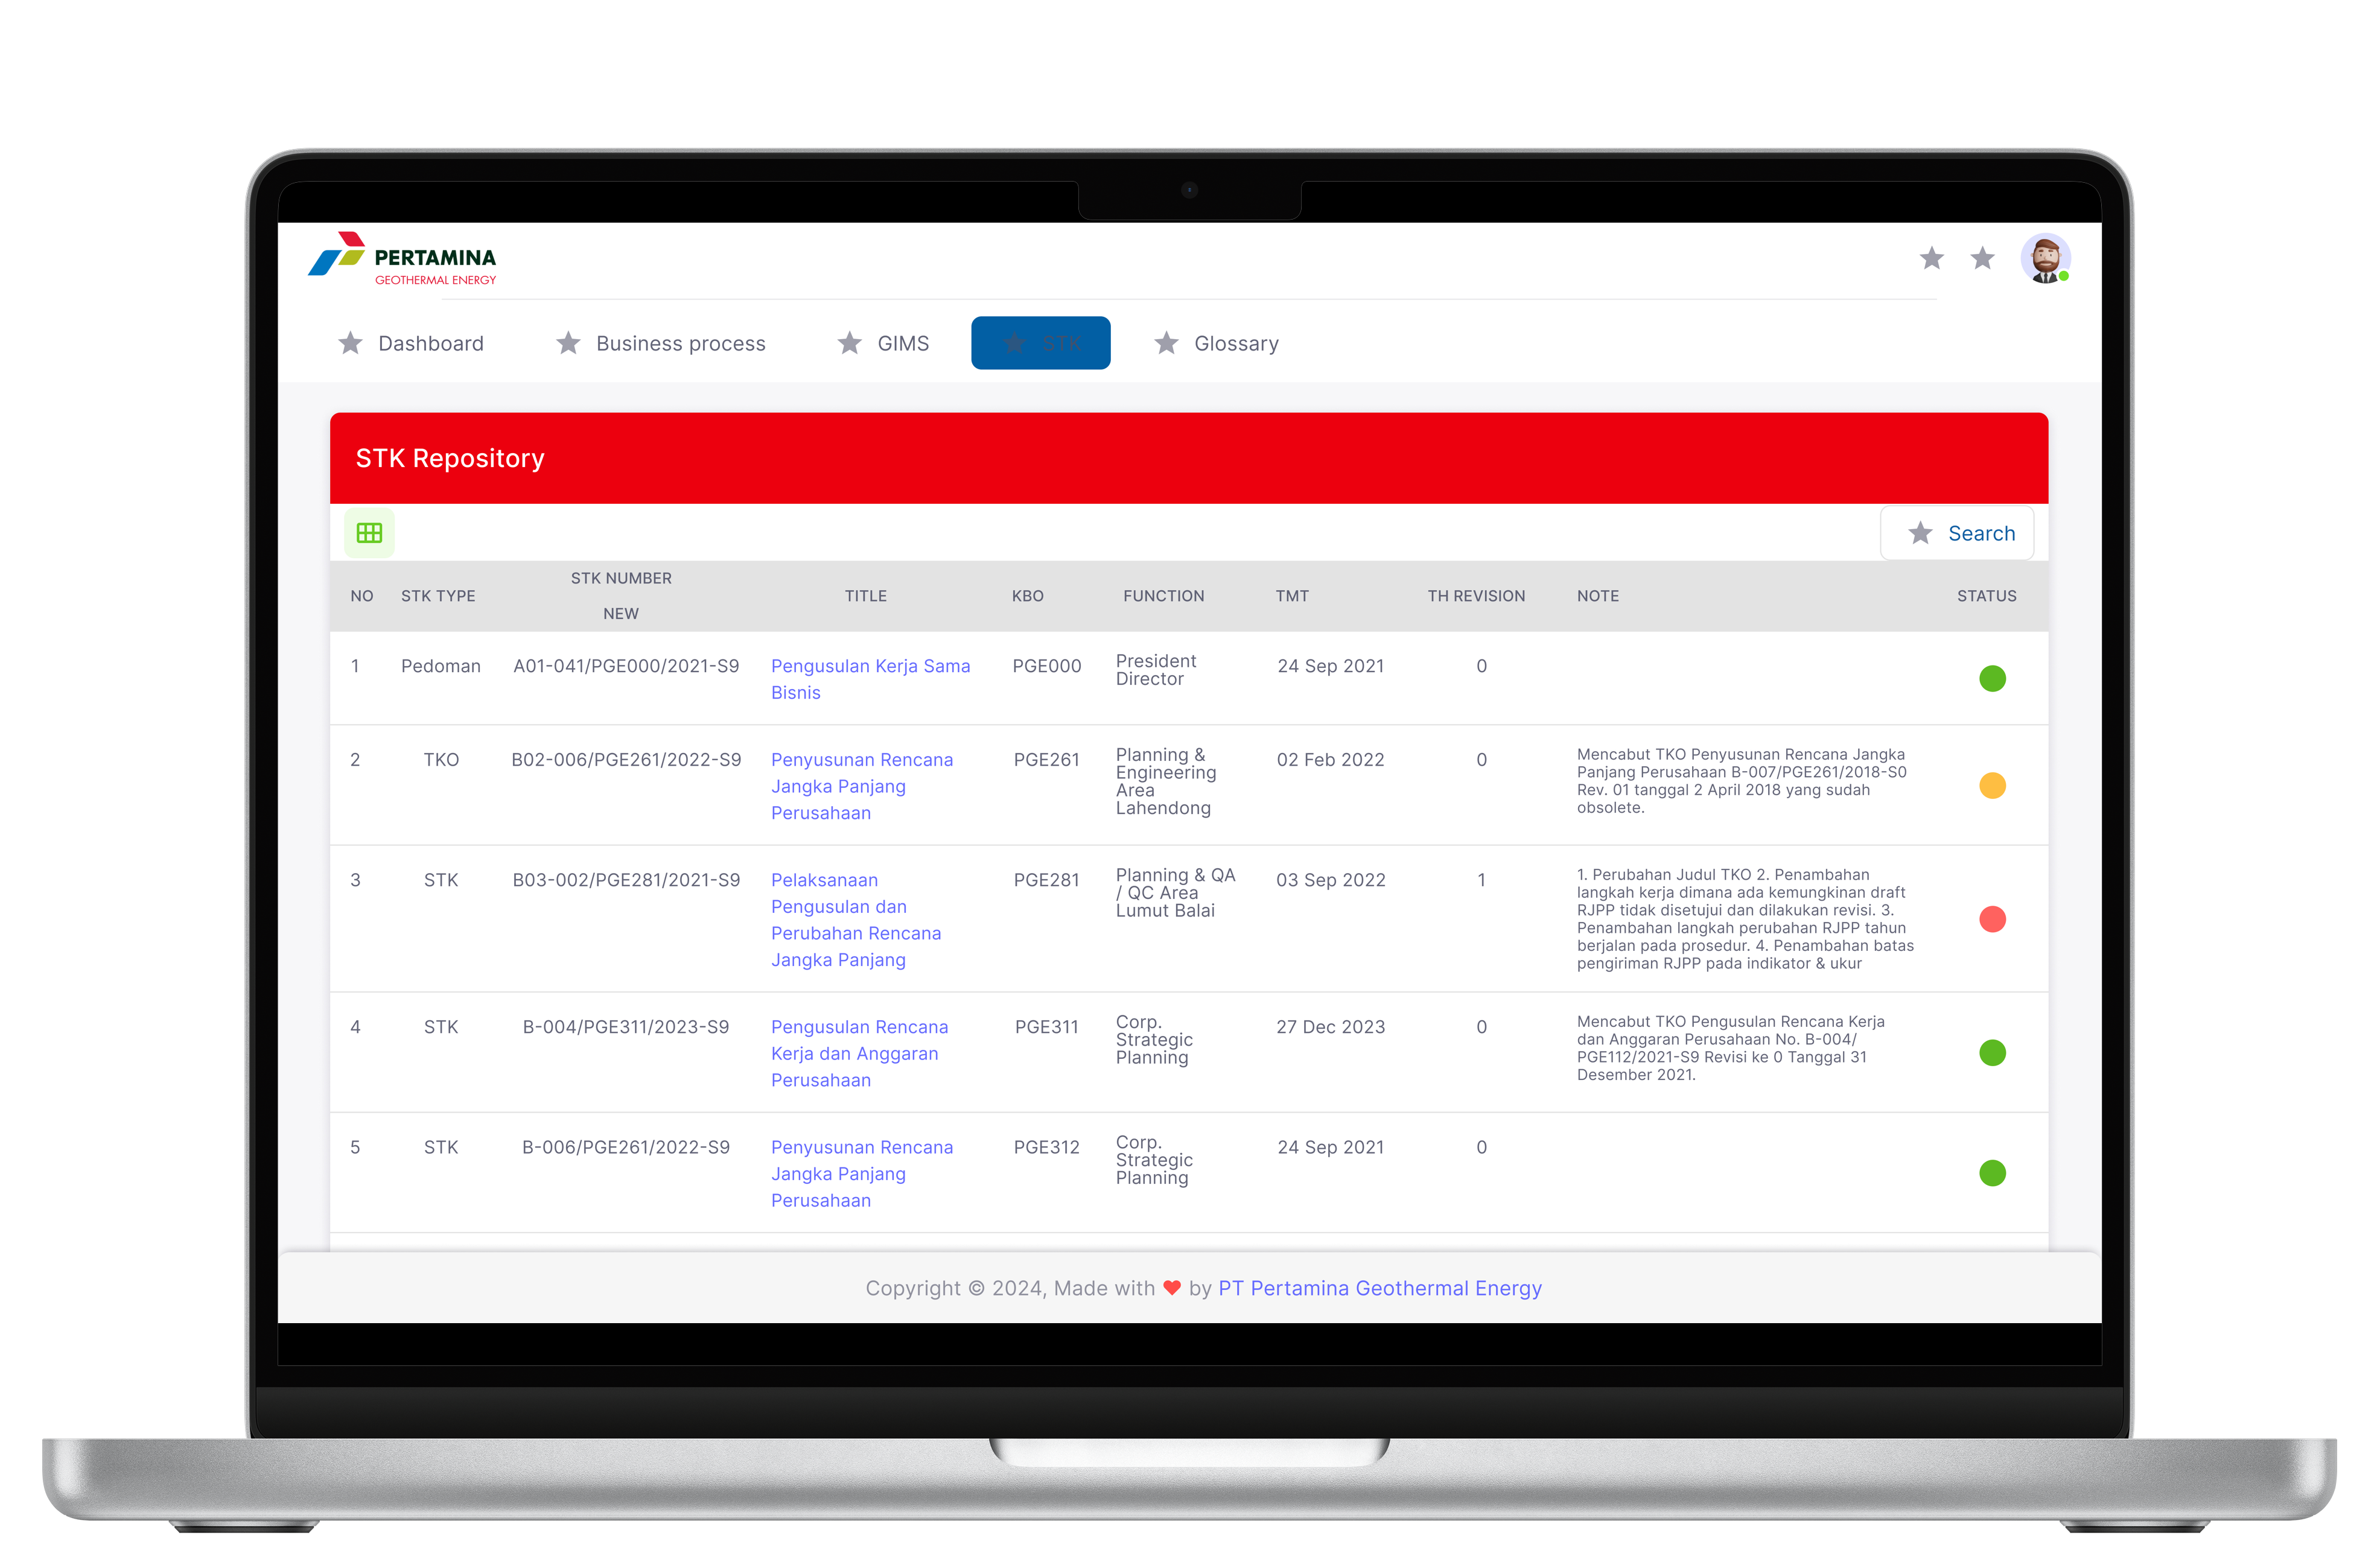 PERTAMINA
GEOTHERMAL ENERGY
Dashboard
Business process
GIMS
STK
Glossary
STK Repository
Search
NO
STK TYPE
STK NUMBER
NEW
TITLE
KBO
FUNCTION
TMT
TH REVISION
NOTE
STATUS
1
Pedoman
A01-041/PGE000/2021-S9
Pengusulan Kerja Sama
Bisnis
PGE000
President
Director
24 Sep 2021
0
2
TKO
B02-006/PGE261/2022-S9
Penyusunan Rencana
Jangka Panjang
Perusahaan
PGE261
Planning &
Engineering
Area
Lahendong
02 Feb 2022
0
Mencabut TKO Penyusunan Rencana Jangka
Panjang Perusahaan B-007/PGE261/2018-S0
Rev. 01 tanggal 2 April 2018 yang sudah
obsolete.
3
STK
B03-002/PGE281/2021-S9
Pelaksanaan
Pengusulan dan
Perubahan Rencana
Jangka Panjang
PGE281
Planning & QA
/ QC Area
Lumut Balai
03 Sep 2022
1
1. Perubahan Judul TKO 2. Penambahan
langkah kerja dimana ada kemungkinan draft
RJPP tidak disetujui dan dilakukan revisi. 3.
Penambahan langkah perubahan RJPP tahun
berjalan pada prosedur. 4. Penambahan batas
pengiriman RJPP pada indikator & ukur
4
STK
B-004/PGE311/2023-S9
Pengusulan Rencana
Kerja dan Anggaran
Perusahaan
PGE311
Corp.
Strategic
Planning
27 Dec 2023
0
Mencabut TKO Pengusulan Rencana Kerja
dan Anggaran Perusahaan No. B-004/
PGE112/2021-S9 Revisi ke 0 Tanggal 31
Desember 2021.
5
STK
B-006/PGE261/2022-S9
Penyusunan Rencana
Jangka Panjang
Perusahaan
PGE312
Corp.
Strategic
Planning
24 Sep 2021
0
Copyright © 2024, Made with ❤ by PT Pertamina Geothermal Energy